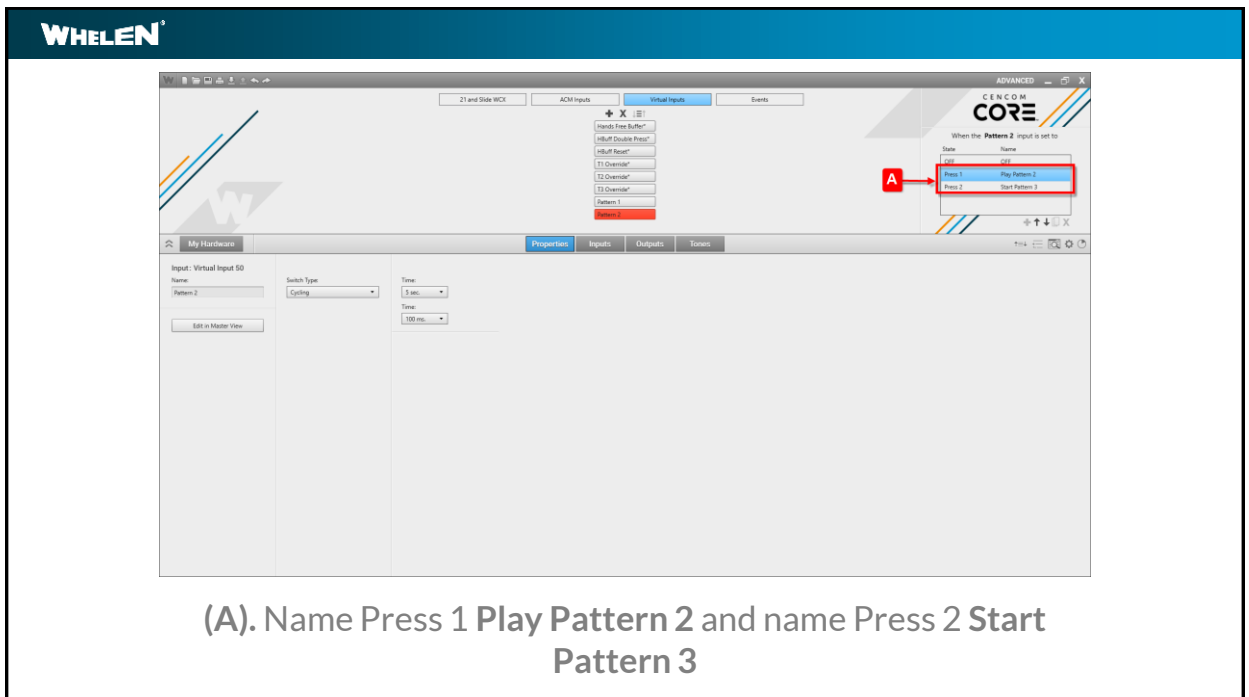 WHELEN
ADVANCED
21 and Slide WCX
ACM Inputs
Virtual Inputs
Events
Hands Free Buffer*
HBuff Double Press*
HBuff Reset*
T1 Override*
T2 Override*
T3 Override*
Pattern 1
Pattern 2
CENCOM
CORE
When the Pattern 2 input is set to
State Name
OFF OFF
Press 1 Play Pattern 2
Press 2 Start Pattern 3
A
My Hardware
Properties
Inputs
Outputs
Tones
Input: Virtual Input 50
Name:
Pattern 2
Edit in Master View
Switch Type:
Cycling
Time:
5 sec.
Time:
100 ms.
(A). Name Press 1 Play Pattern 2 and name Press 2 Start
Pattern 3